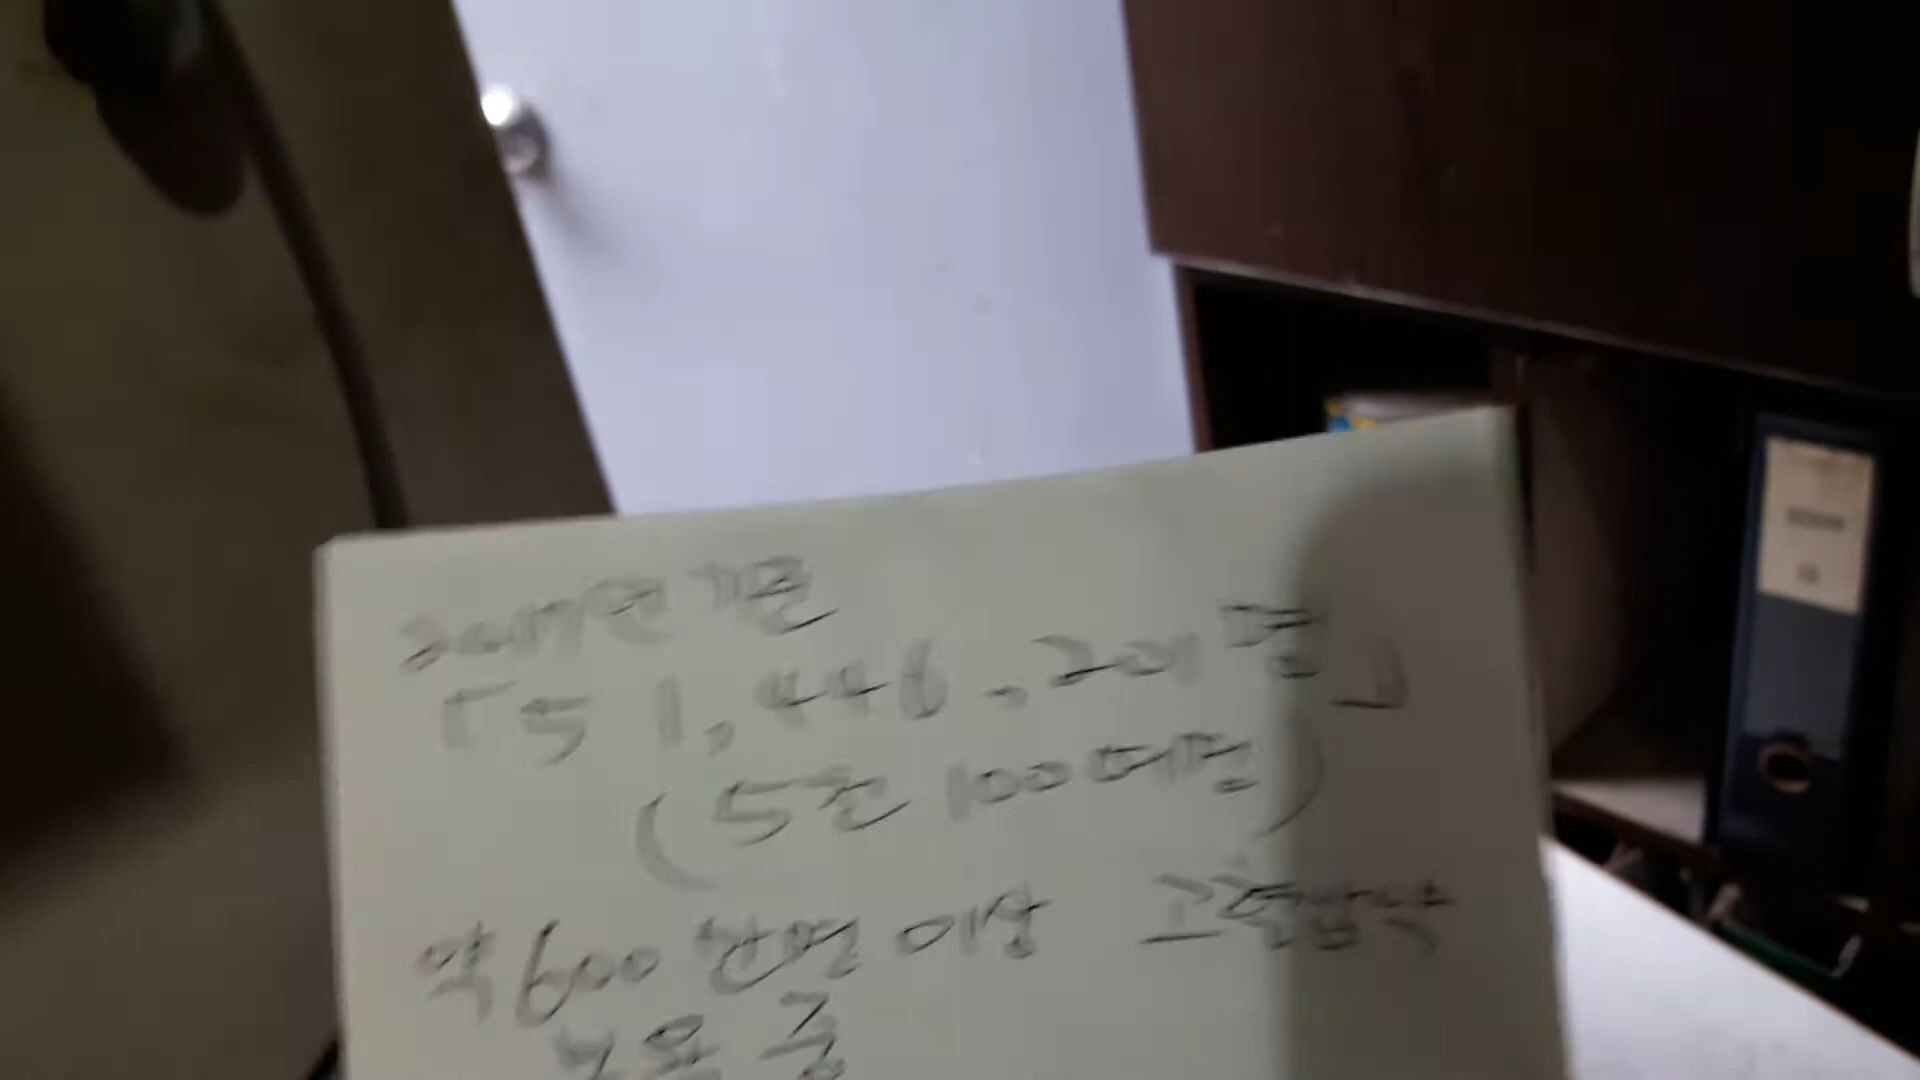 2017년 기준
「51,446,201명」
(5천 100여명)
약 600만명 이상 고혈압약
복용 중